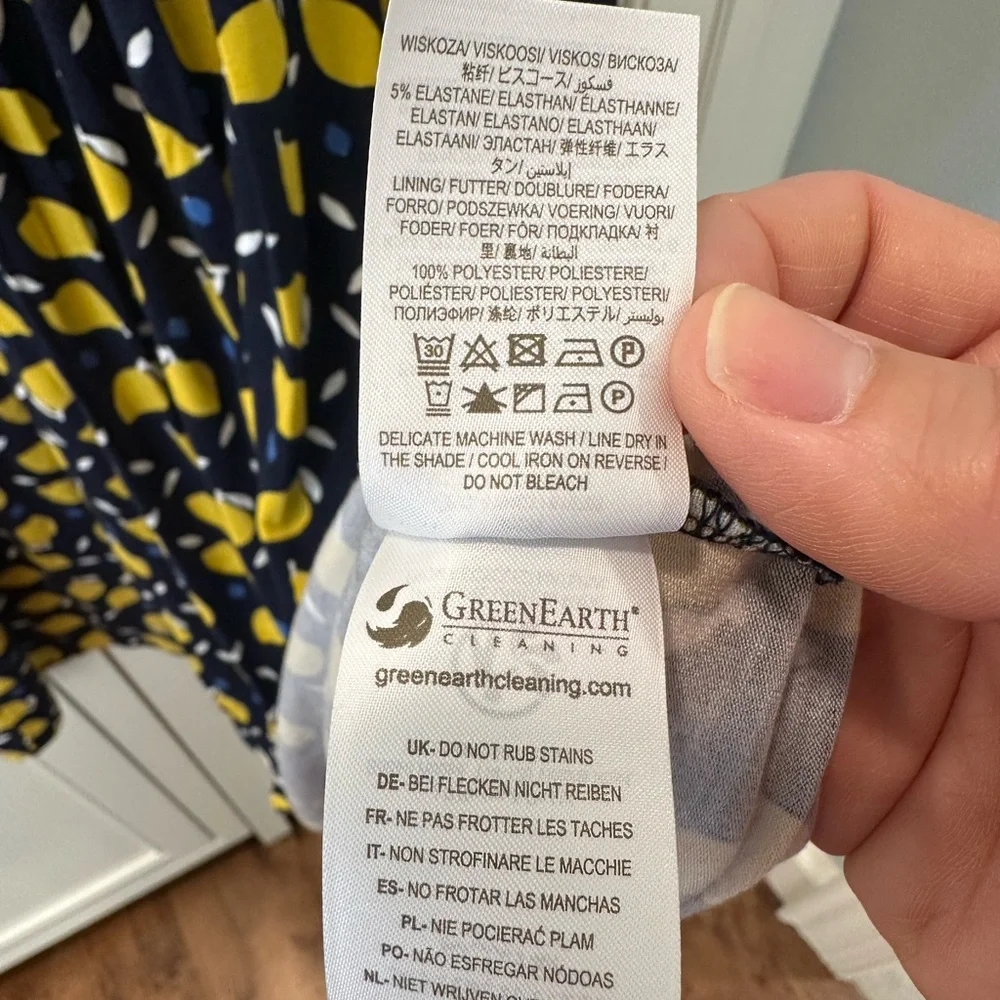 WISKOZA/ VISKOOSI/ VISKOS/ ВИСКОЗА/
粘纤/ ビスコース/ فسكوز
5% ELASTANE/ ELASTHAN/ ÉLASTHANNE/
ELASTAN/ ELASTANO/ ELASTHAAN/
ELASTAANI/ ЭЛАСТАН/ 弹性纤维/ エラス
タン/ إيلاستين
LINING/ FUTTER/ DOUBLURE/ FODERA/
FORRO/ PODSZEWKA/ VOERING/ VUORI/
FODER/ FOER/ FÖR/ ПОДКЛАДКА/ 衬
里/ 裏地/ البطانة
100% POLYESTER/ POLIESTERE/
POLIÉSTER/ POLIESTER/ POLYESTERI/
ПОЛИЭФИР/ 涤纶/ ポリエステル/ بوليستر
30 P
P
DELICATE MACHINE WASH / LINE DRY IN
THE SHADE / COOL IRON ON REVERSE /
DO NOT BLEACH
GREENEARTH®
CLEANING
greenearthcleaning.com
UK- DO NOT RUB STAINS
DE- BEI FLECKEN NICHT REIBEN
FR- NE PAS FROTTER LES TACHES
IT- NON STROFINARE LE MACCHIE
ES- NO FROTAR LAS MANCHAS
PL- NIE POCIERAĆ PLAM
PO- NÃO ESFREGAR NÓDOAS
NL- NIET WRIJVEN